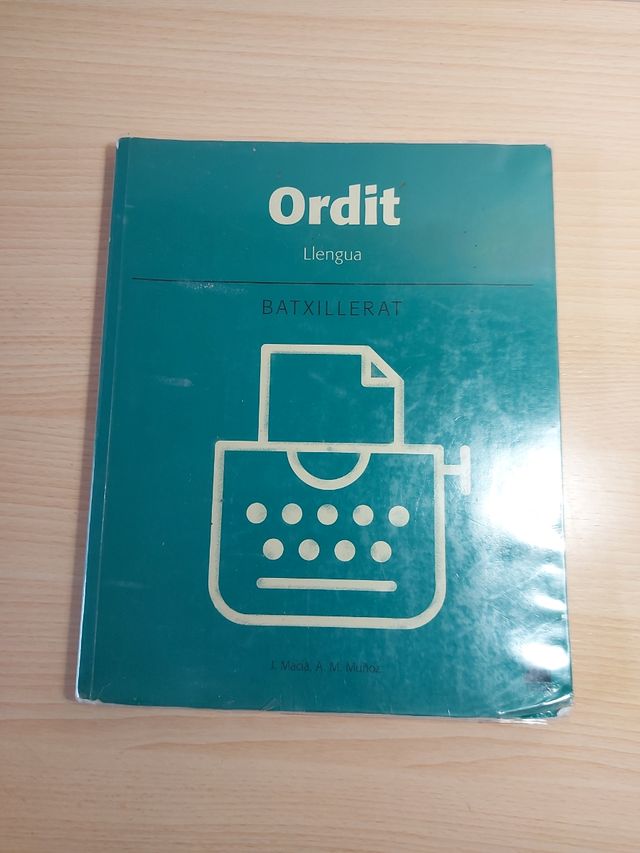 Ordit
Llengua
BATXILLERAT
J. Macià, A. M. Muñoz